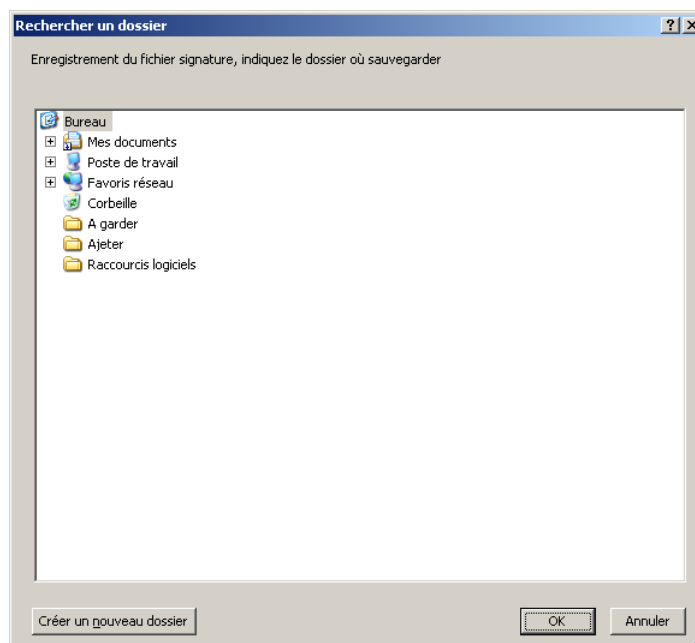 Rechercher un dossier
Enregistrement du fichier signature, indiquez le dossier où sauvegarder
Bureau
Mes documents
Poste de travail
Favoris réseau
Corbeille
A garder
Ajeter
Raccourcis logiciels
Créer un nouveau dossier OK Annuler